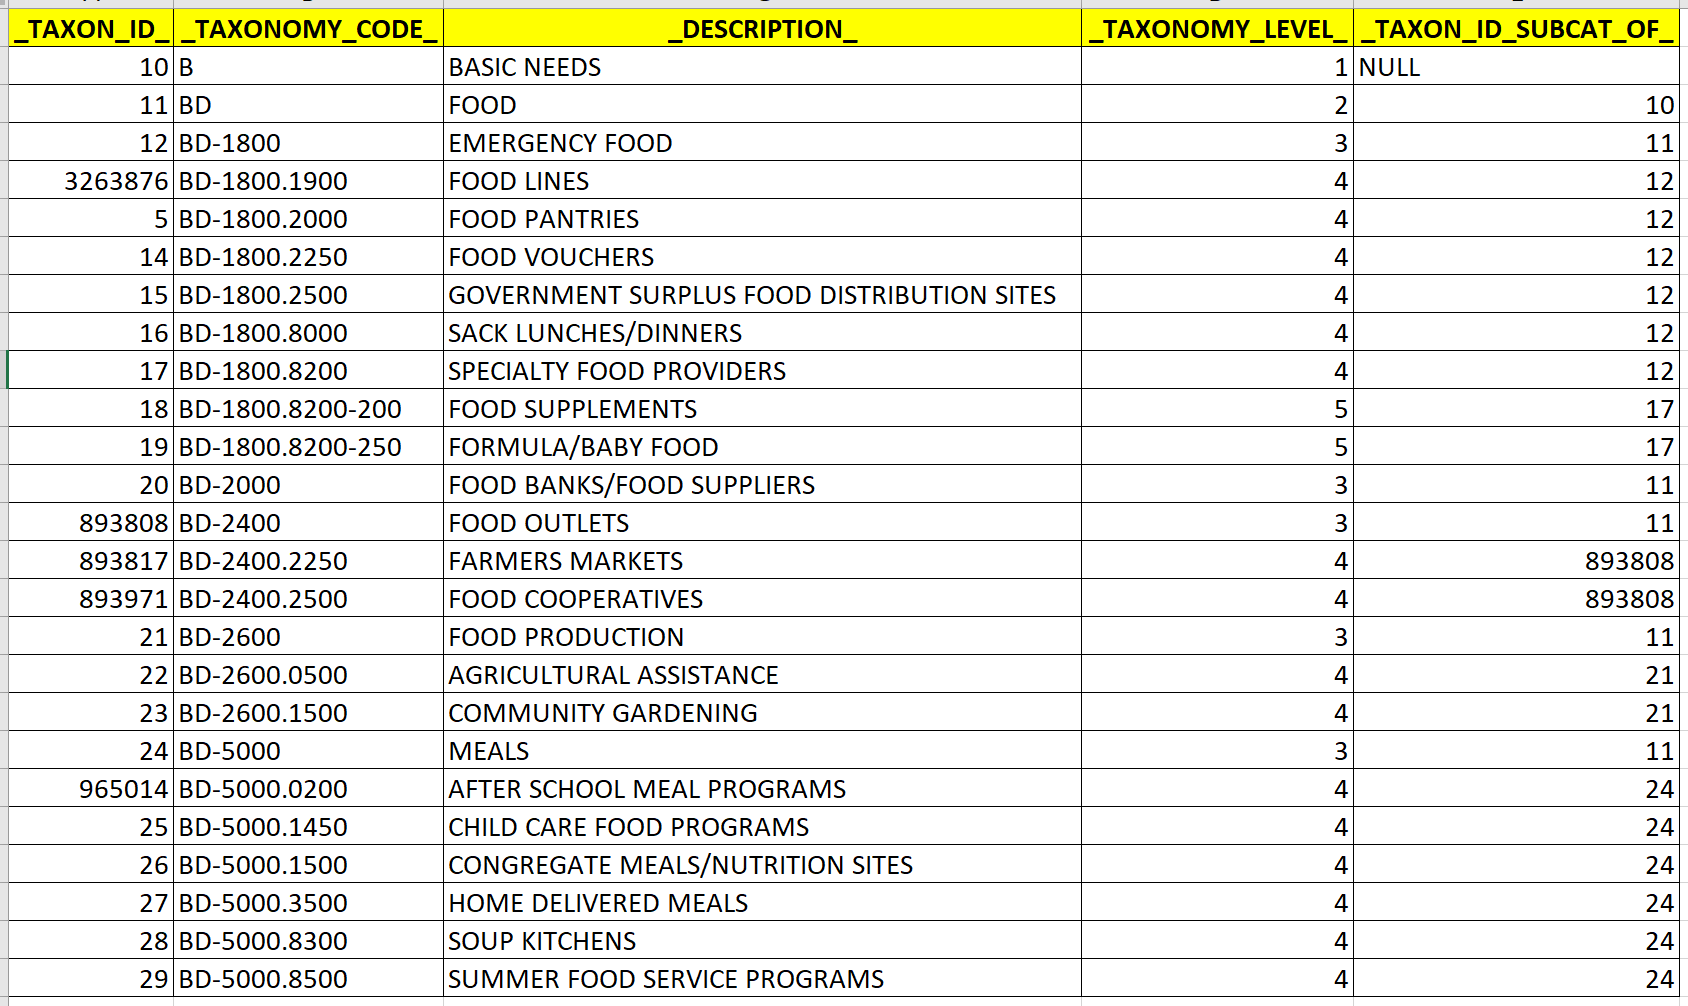 _TAXON_ID_ _TAXONOMY_CODE_ _DESCRIPTION_ _TAXONOMY_LEVEL_ _TAXON_ID_SUBCAT_OF_
10 B BASIC NEEDS 1 NULL
11 BD FOOD 2 10
12 BD-1800 EMERGENCY FOOD 3 11
3263876 BD-1800.1900 FOOD LINES 4 12
5 BD-1800.2000 FOOD PANTRIES 4 12
14 BD-1800.2250 FOOD VOUCHERS 4 12
15 BD-1800.2500 GOVERNMENT SURPLUS FOOD DISTRIBUTION SITES 4 12
16 BD-1800.8000 SACK LUNCHES/DINNERS 4 12
17 BD-1800.8200 SPECIALTY FOOD PROVIDERS 4 12
18 BD-1800.8200-200 FOOD SUPPLEMENTS 5 17
19 BD-1800.8200-250 FORMULA/BABY FOOD 5 17
20 BD-2000 FOOD BANKS/FOOD SUPPLIERS 3 11
893808 BD-2400 FOOD OUTLETS 3 11
893817 BD-2400.2250 FARMERS MARKETS 4 893808
893971 BD-2400.2500 FOOD COOPERATIVES 4 893808
21 BD-2600 FOOD PRODUCTION 3 11
22 BD-2600.0500 AGRICULTURAL ASSISTANCE 4 21
23 BD-2600.1500 COMMUNITY GARDENING 4 21
24 BD-5000 MEALS 3 11
965014 BD-5000.0200 AFTER SCHOOL MEAL PROGRAMS 4 24
25 BD-5000.1450 CHILD CARE FOOD PROGRAMS 4 24
26 BD-5000.1500 CONGREGATE MEALS/NUTRITION SITES 4 24
27 BD-5000.3500 HOME DELIVERED MEALS 4 24
28 BD-5000.8300 SOUP KITCHENS 4 24
29 BD-5000.8500 SUMMER FOOD SERVICE PROGRAMS 4 24